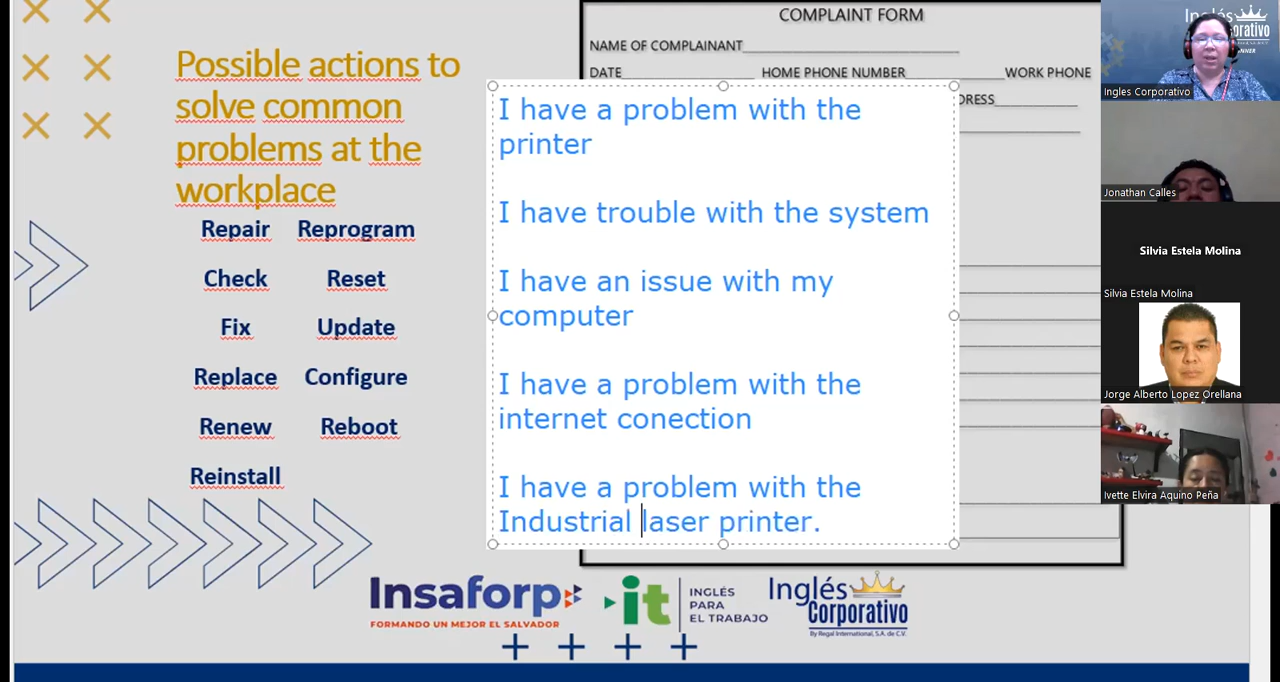 Possible actions to
solve common
problems at the
workplace
Repair Reprogram
Check Reset
Fix Update
Replace Configure
Renew Reboot
Reinstall
COMPLAINT FORM
NAME OF COMPLAINANT
DATE HOME PHONE NUMBER WORK PHONE
I have a problem with the
printer
I have trouble with the system
I have an issue with my
computer
I have a problem with the
internet conection
I have a problem with the
Industrial laser printer.
Insaforp
FORMANDO UN MEJOR EL SALVADOR
it
INGLÉS
PARA
EL TRABAJO
Inglés
Corporativo
By Regal International, S.A. de C.V.
Ingles Corporativo
Jonathan Calles
Silvia Estela Molina
Silvia Estela Molina
Jorge Alberto Lopez Orellana
Ivette Elvira Aquino Peña